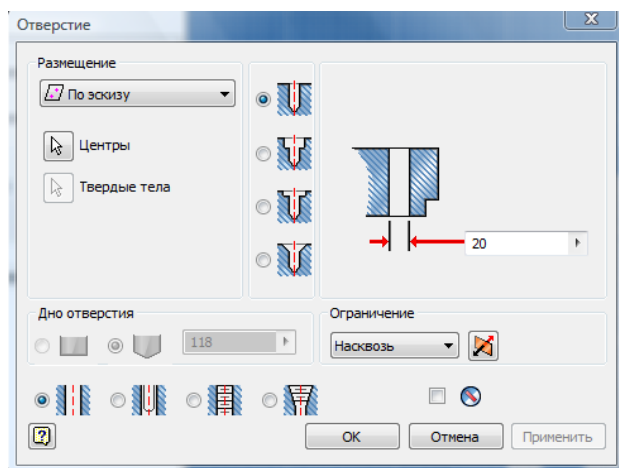 Отверстие
Размещение
По эскизу
Центры
Твердые тела
20
Дно отверстия
118
Ограничение
Насквозь
OK
Отмена
Применить